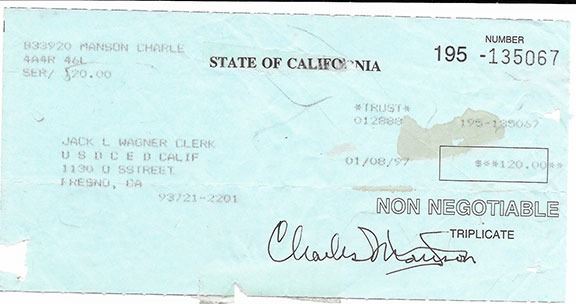 NUMBER
195 -135067
B33920 MANSON CHARLE
4A4R 46L
SER/ 520.00
STATE OF CALIFORNIA
*TRUST*
012888 195-135067
JACK L WAGNER CLERK
U S D C E D CALIF
1130 O SSTREET
FRESNO, CA
93721-2201
01/08/97 $**120.00**
NON NEGOTIABLE
TRIPLICATE
Charles Manson